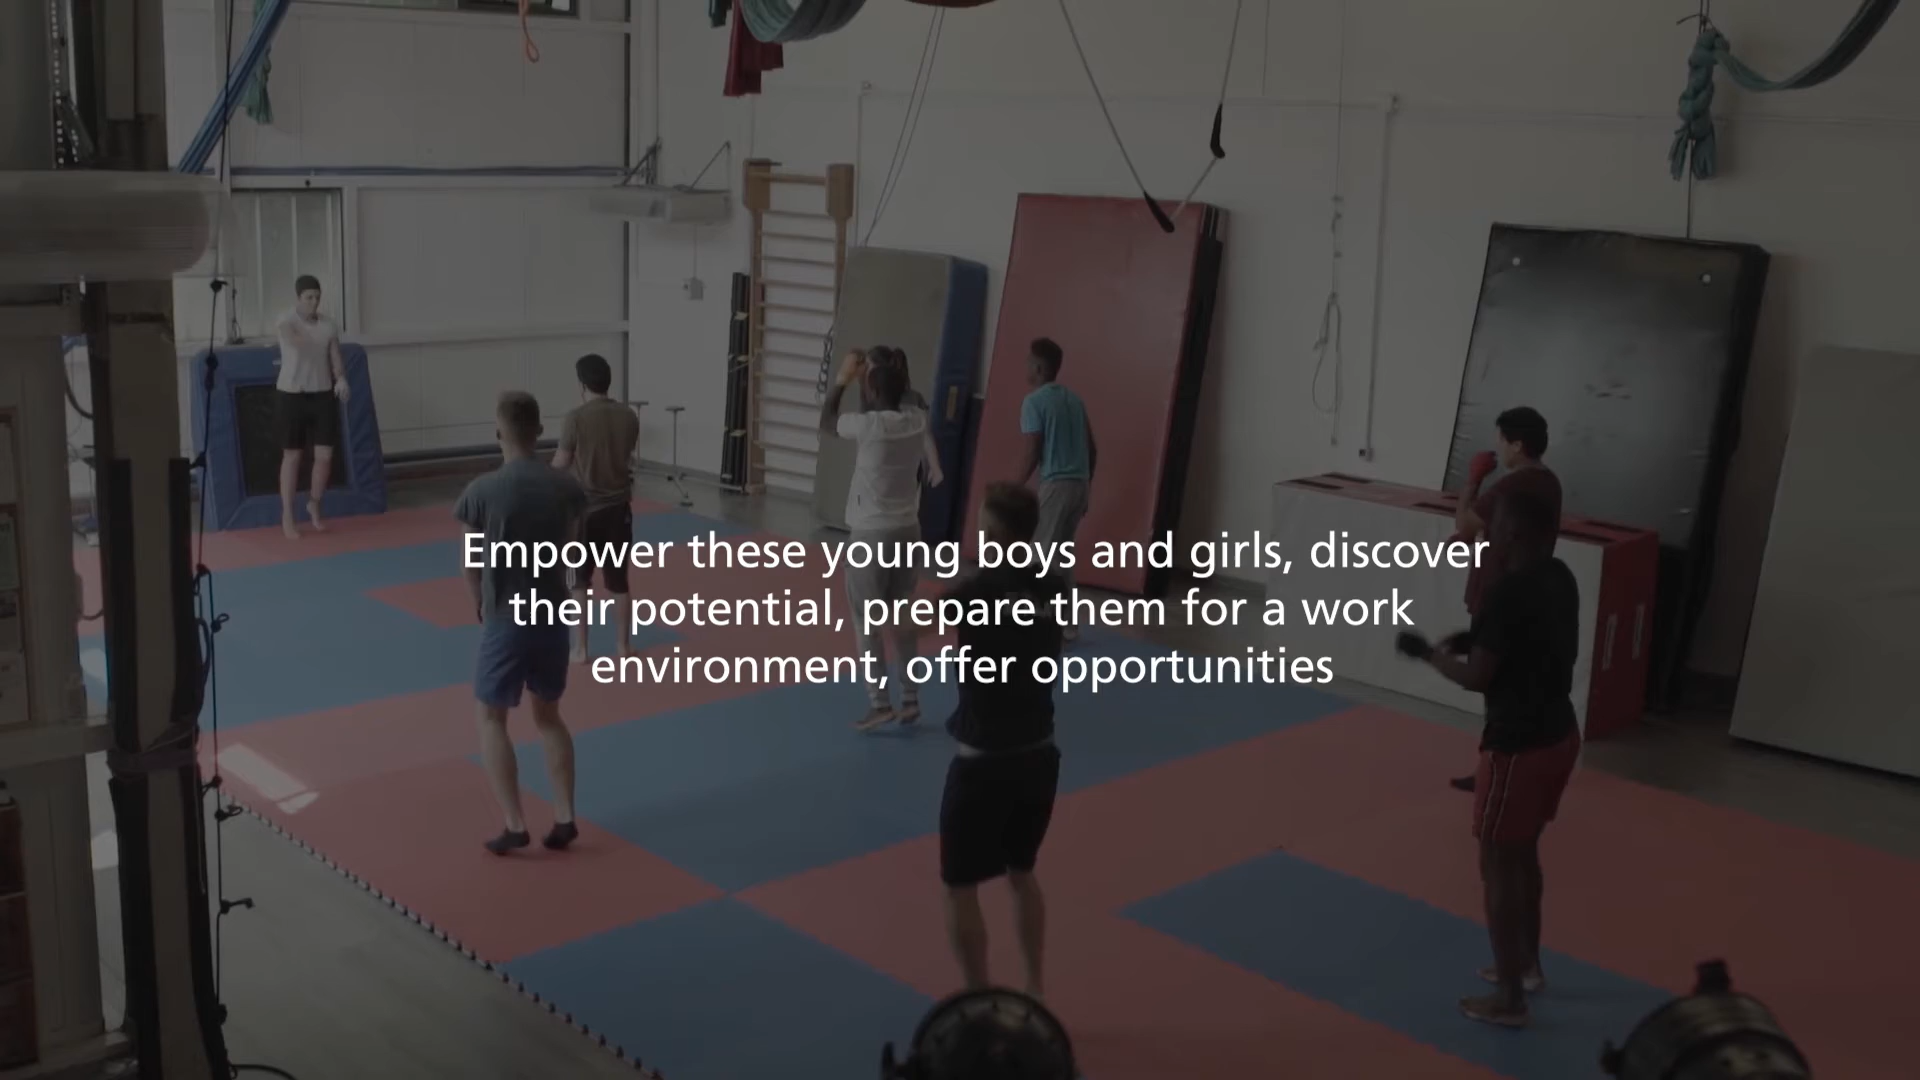 Empower these young boys and girls, discover
their potential, prepare them for a work
environment, offer opportunities